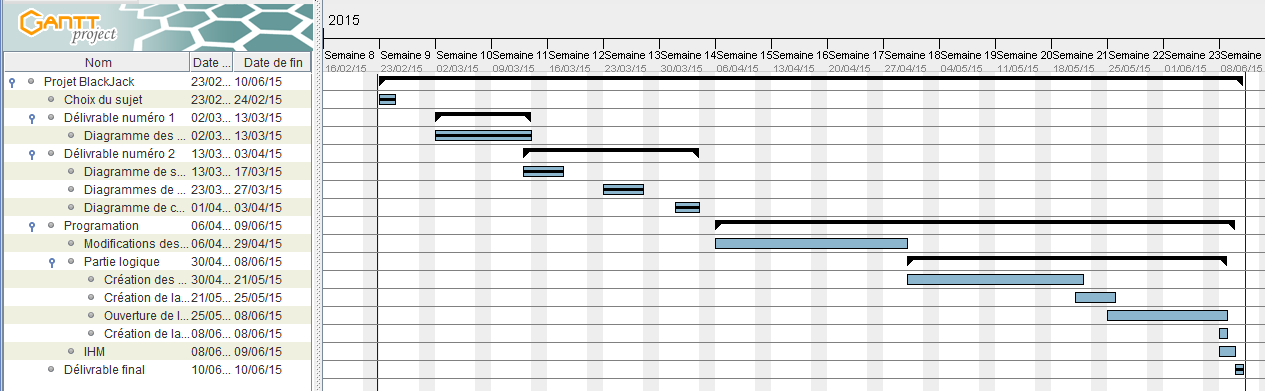 GANTT project
2015
Semaine 8 Semaine 9 Semaine 10 Semaine 11 Semaine 12 Semaine 13 Semaine 14 Semaine 15 Semaine 16 Semaine 17 Semaine 18 Semaine 19 Semaine 20 Semaine 21 Semaine 22 Semaine 23 Semaine
16/02/15 23/02/15 02/03/15 09/03/15 16/03/15 23/03/15 30/03/15 06/04/15 13/04/15 20/04/15 27/04/15 04/05/15 11/05/15 18/05/15 25/05/15 01/06/15 08/06/15
Nom Date ... Date de fin
Projet BlackJack 23/02... 10/06/15
Choix du sujet 23/02... 24/02/15
Délivrable numéro 1 02/03... 13/03/15
Diagramme des ... 02/03... 13/03/15
Délivrable numéro 2 13/03... 03/04/15
Diagramme de s... 13/03... 17/03/15
Diagrammes de ... 23/03... 27/03/15
Diagramme de c... 01/04... 03/04/15
Programation 06/04... 09/06/15
Modifications des... 06/04... 29/04/15
Partie logique 30/04... 08/06/15
Création des ... 30/04... 21/05/15
Création de la... 21/05... 25/05/15
Ouverture de l... 25/05... 08/06/15
Création de la... 08/06... 08/06/15
IHM 08/06... 09/06/15
Délivrable final 10/06... 10/06/15